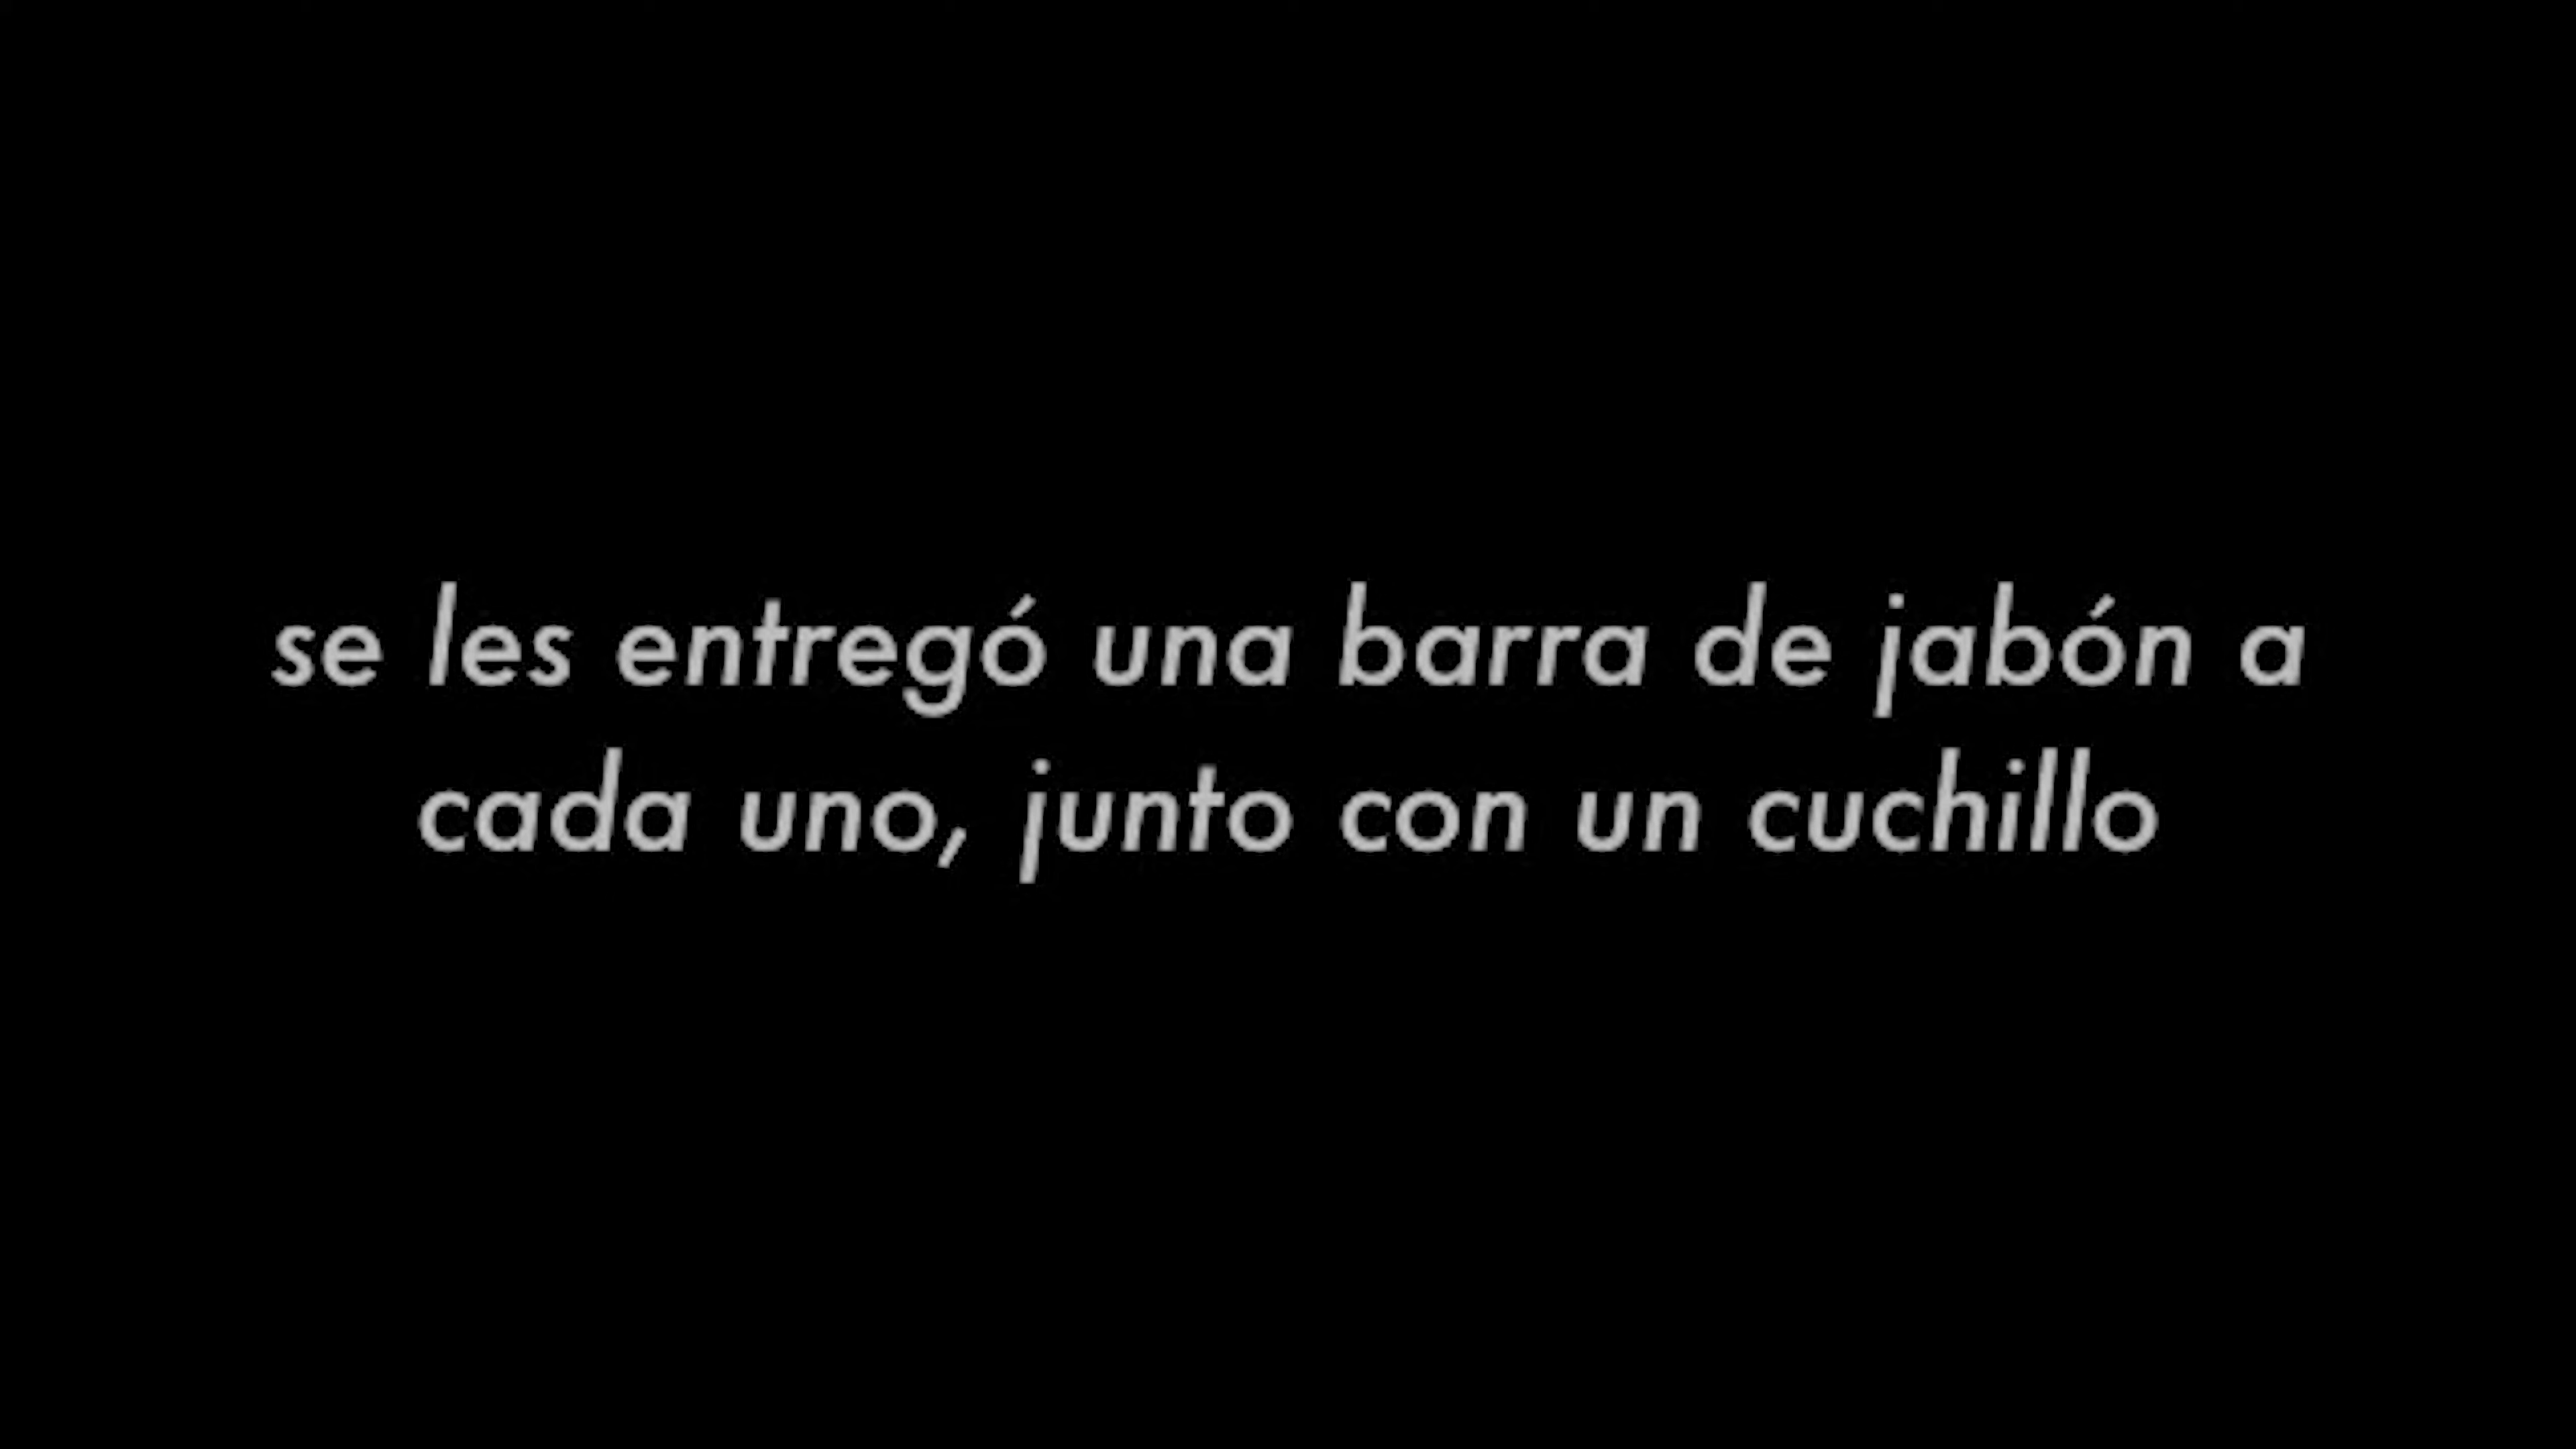 se les entregó una barra de jabón a
cada uno, junto con un cuchillo